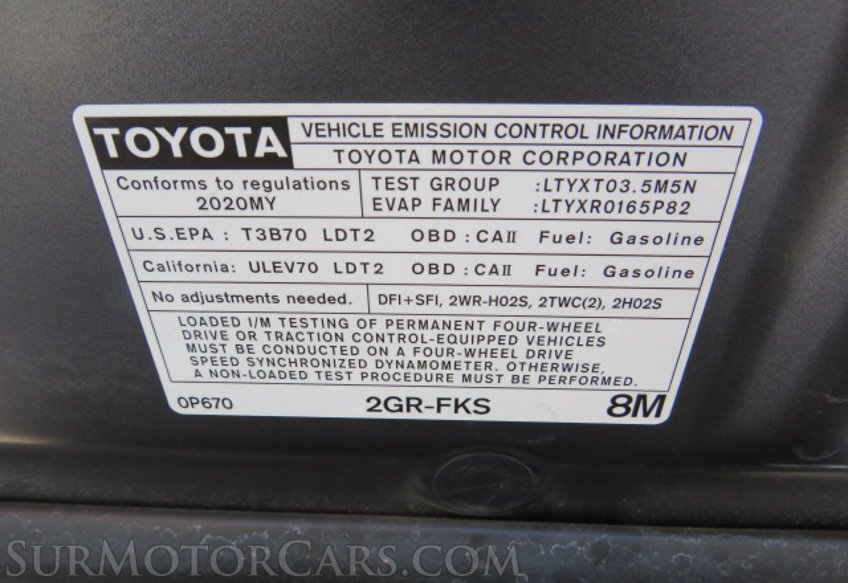 TOYOTA
VEHICLE EMISSION CONTROL INFORMATION
TOYOTA MOTOR CORPORATION
Conforms to regulations
2020MY
TEST GROUP :LTYXT03.5M5N
EVAP FAMILY :LTYXR0165P82
U.S.EPA : T3B70 LDT2 OBD : CAII Fuel: Gasoline
California: ULEV70 LDT2 OBD : CAII Fuel: Gasoline
No adjustments needed.
DFI+SFI, 2WR-HO2S, 2TWC(2), 2HO2S
LOADED I/M TESTING OF PERMANENT FOUR-WHEEL
DRIVE OR TRACTION CONTROL-EQUIPPED VEHICLES
MUST BE CONDUCTED ON A FOUR-WHEEL DRIVE
SPEED SYNCHRONIZED DYNAMOMETER. OTHERWISE,
A NON-LOADED TEST PROCEDURE MUST BE PERFORMED.
0P670 2GR-FKS 8M
SURMOTORCARS.COM